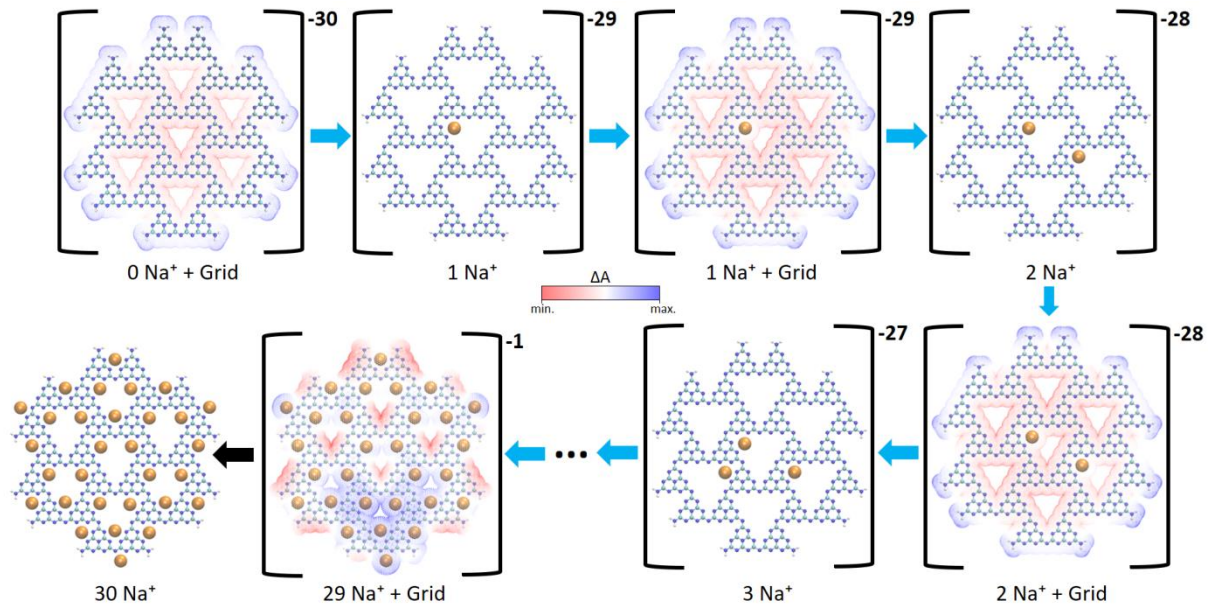 -30
-29
-29
-28
0 Na⁺ + Grid
1 Na⁺
1 Na⁺ + Grid
2 Na⁺
ΔA
min.
max.
-1
-27
-28
•••
30 Na⁺
29 Na⁺ + Grid
3 Na⁺
2 Na⁺ + Grid